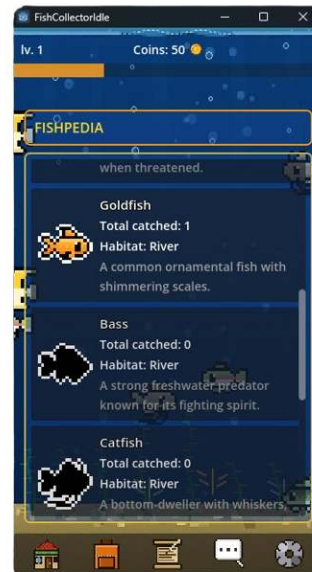 FishCollectorIdle
lv. 1
Coins: 50
FISHPEDIA
when threatened.
Goldfish
Total catched: 1
Habitat: River
A common ornamental fish with
shimmering scales.
Bass
Total catched: 0
Habitat: River
A strong freshwater predator
known for its fighting spirit.
Catfish
Total catched: 0
Habitat: River
A bottom-dweller with whiskers,